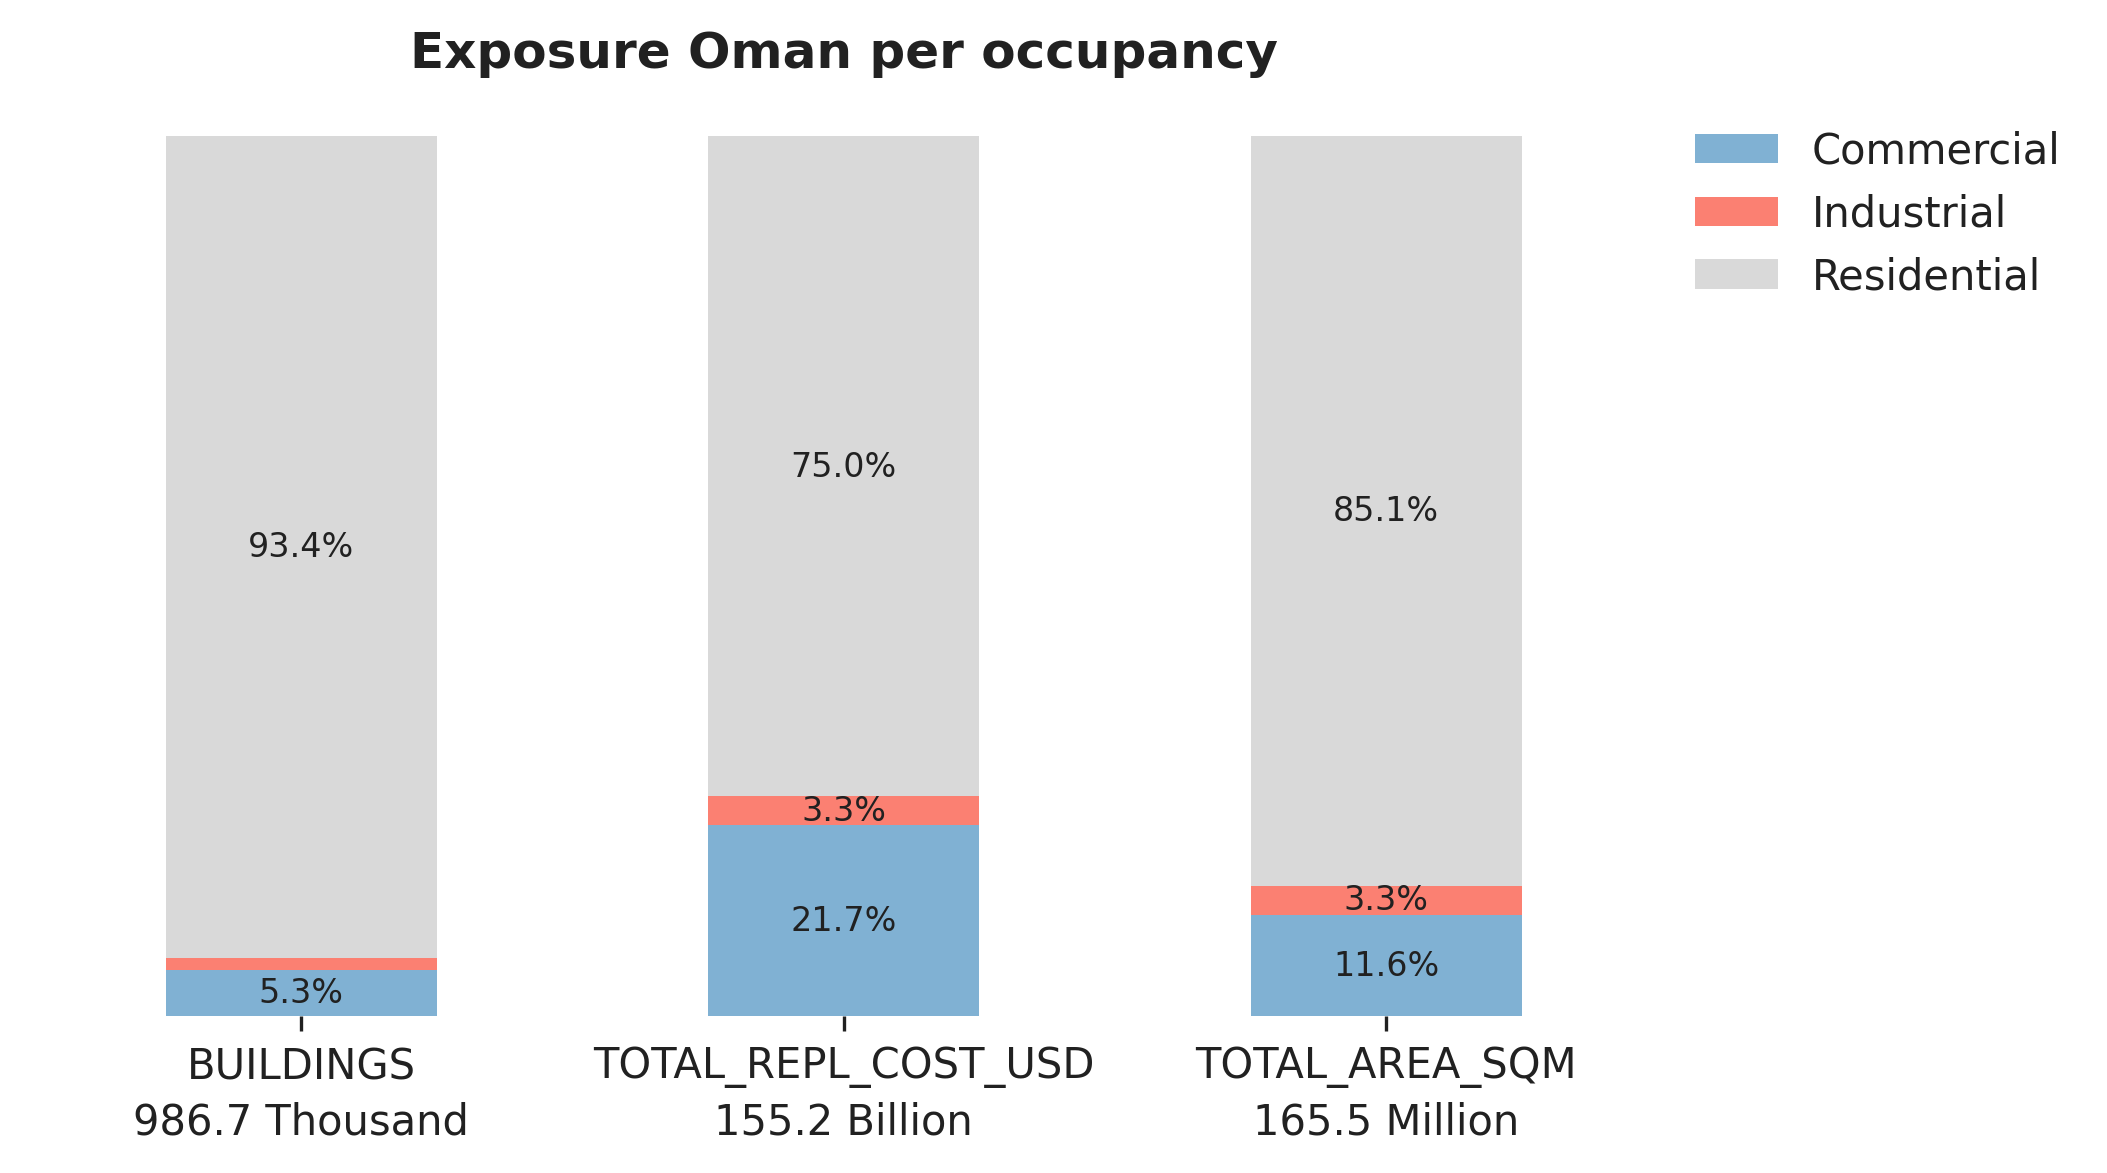 Exposure Oman per occupancy
Commercial
Industrial
Residential
93.4%
5.3%
75.0%
3.3%
21.7%
85.1%
3.3%
11.6%
BUILDINGS
986.7 Thousand
TOTAL_REPL_COST_USD
155.2 Billion
TOTAL_AREA_SQM
165.5 Million